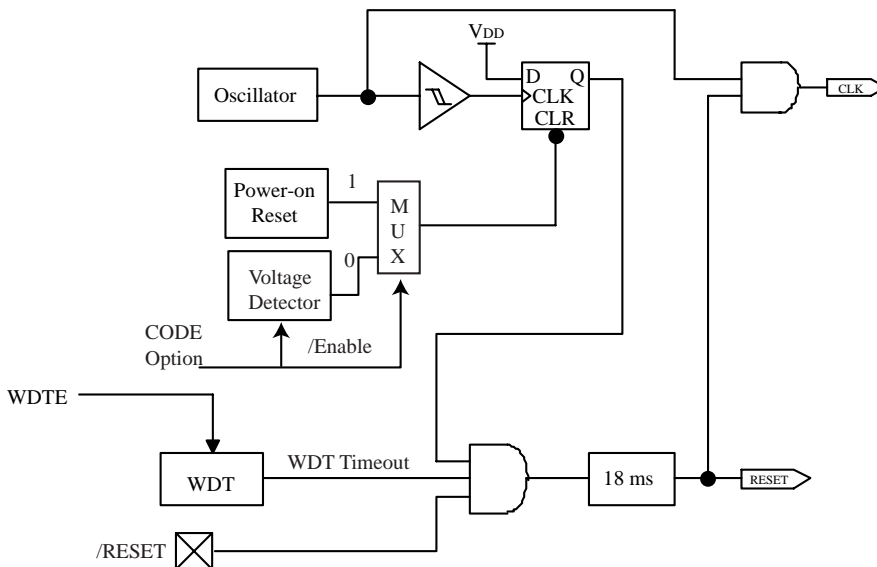 VDD
D Q
CLK
CLR
Oscillator
CLK
Power-on
Reset
1
M
U
X
0
Voltage
Detector
CODE
Option
/Enable
WDTE
WDT Timeout
WDT
18 ms
RESET
/RESET